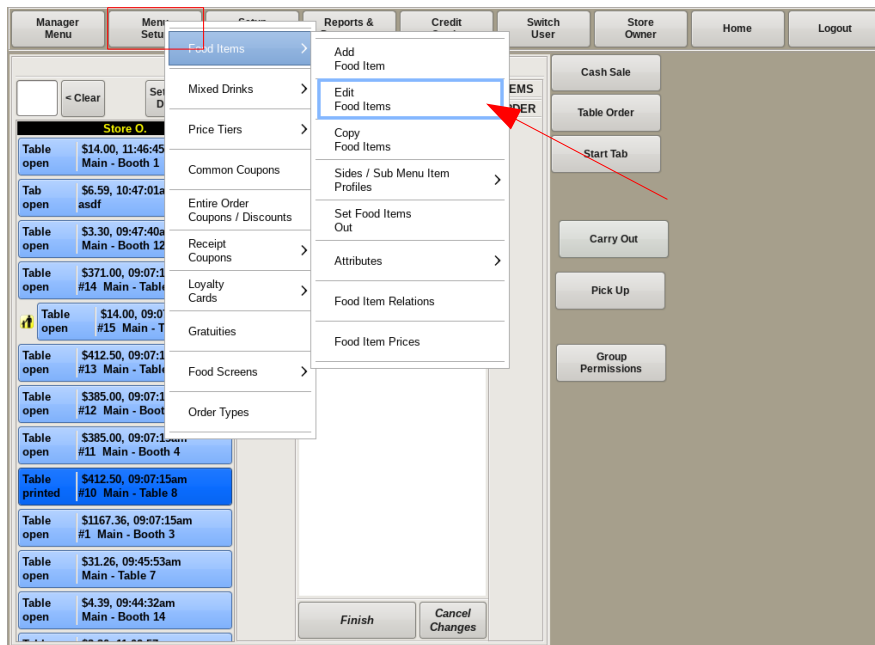 Manager
Menu
Menu
Setup
Reports &
Credit
Switch
User
Store
Owner
Home
Logout
< Clear
Store O.
Table
open
$14.00, 11:46:45
Main - Booth 1
Tab
open
$6.59, 10:47:01a
asdf
Table
open
$3.30, 09:47:40a
Main - Booth 12
Table
open
$371.00, 09:07:1
#14 Main - Table
Table
open
$14.00, 09:0
#15 Main - T
Table
open
$412.50, 09:07:1
#13 Main - Table
Table
open
$385.00, 09:07:1
#12 Main - Boot
Table
open
$385.00, 09:07:15am
#11 Main - Booth 4
Table
printed
$412.50, 09:07:15am
#10 Main - Table 8
Table
open
$1167.36, 09:07:15am
#1 Main - Booth 3
Table
open
$31.26, 09:45:53am
Main - Table 7
Table
open
$4.39, 09:44:32am
Main - Booth 14
Food Items
Mixed Drinks
Price Tiers
Common Coupons
Entire Order
Coupons / Discounts
Receipt
Coupons
Loyalty
Cards
Gratuities
Food Screens
Order Types
Add
Food Item
Edit
Food Items
Copy
Food Items
Sides / Sub Menu Item
Profiles
Set Food Items
Out
Attributes
Food Item Relations
Food Item Prices
EMS
DER
Finish
Cancel
Changes
Cash Sale
Table Order
Start Tab
Carry Out
Pick Up
Group
Permissions